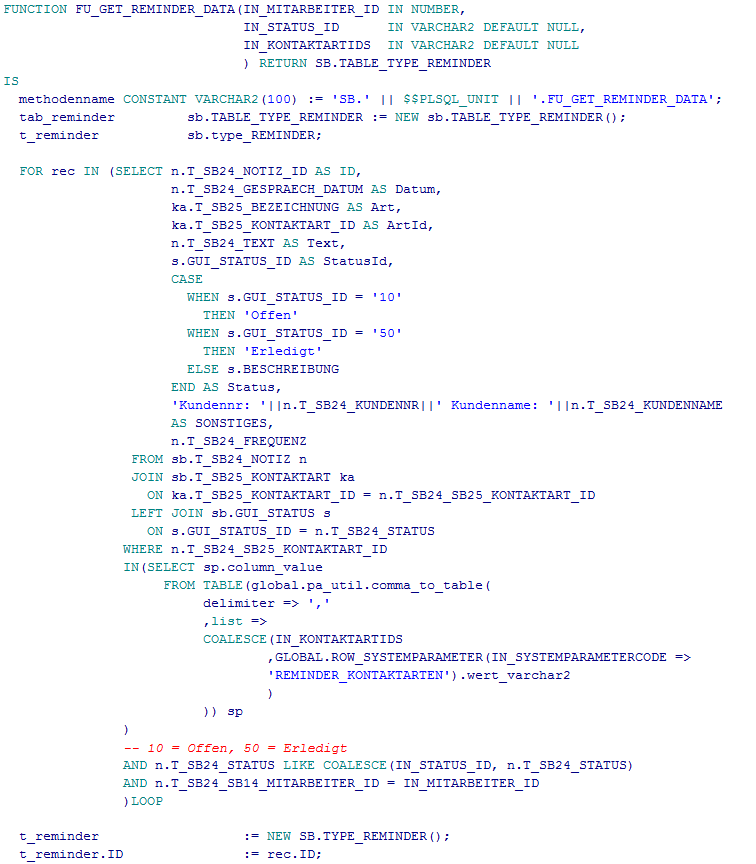 FUNCTION FU_GET_REMINDER_DATA(IN_MITARBEITER_ID IN NUMBER,
IN_STATUS_ID IN VARCHAR2 DEFAULT NULL,
IN_KONTAKTARTIDS IN VARCHAR2 DEFAULT NULL
) RETURN SB.TABLE_TYPE_REMINDER
IS
methodenname CONSTANT VARCHAR2(100) := 'SB.' || $$PLSQL_UNIT || '.FU_GET_REMINDER_DATA';
tab_reminder sb.TABLE_TYPE_REMINDER := NEW sb.TABLE_TYPE_REMINDER();
t_reminder sb.type_REMINDER;
FOR rec IN (SELECT n.T_SB24_NOTIZ_ID AS ID,
n.T_SB24_GESPRAECH_DATUM AS Datum,
ka.T_SB25_BEZEICHNUNG AS Art,
ka.T_SB25_KONTAKTART_ID AS ArtId,
n.T_SB24_TEXT AS Text,
s.GUI_STATUS_ID AS StatusId,
CASE
WHEN s.GUI_STATUS_ID = '10'
THEN 'Offen'
WHEN s.GUI_STATUS_ID = '50'
THEN 'Erledigt'
ELSE s.BESCHREIBUNG
END AS Status,
'Kundennr: '||n.T_SB24_KUNDENNR||' Kundenname: '||n.T_SB24_KUNDENNAME
AS SONSTIGES,
n.T_SB24_FREQUENZ
FROM sb.T_SB24_NOTIZ n
JOIN sb.T_SB25_KONTAKTART ka
ON ka.T_SB25_KONTAKTART_ID = n.T_SB24_SB25_KONTAKTART_ID
LEFT JOIN sb.GUI_STATUS s
ON s.GUI_STATUS_ID = n.T_SB24_STATUS
WHERE n.T_SB24_SB25_KONTAKTART_ID
IN(SELECT sp.column_value
FROM TABLE(global.pa_util.comma_to_table(
delimiter => ','
,list =>
COALESCE(IN_KONTAKTARTIDS
,GLOBAL.ROW_SYSTEMPARAMETER(IN_SYSTEMPARAMETERCODE =>
'REMINDER_KONTAKTARTEN').wert_varchar2
)
)) sp
)
-- 10 = Offen, 50 = Erledigt
AND n.T_SB24_STATUS LIKE COALESCE(IN_STATUS_ID, n.T_SB24_STATUS)
AND n.T_SB24_SB14_MITARBEITER_ID = IN_MITARBEITER_ID
)LOOP
t_reminder := NEW SB.TYPE_REMINDER();
t_reminder.ID := rec.ID;